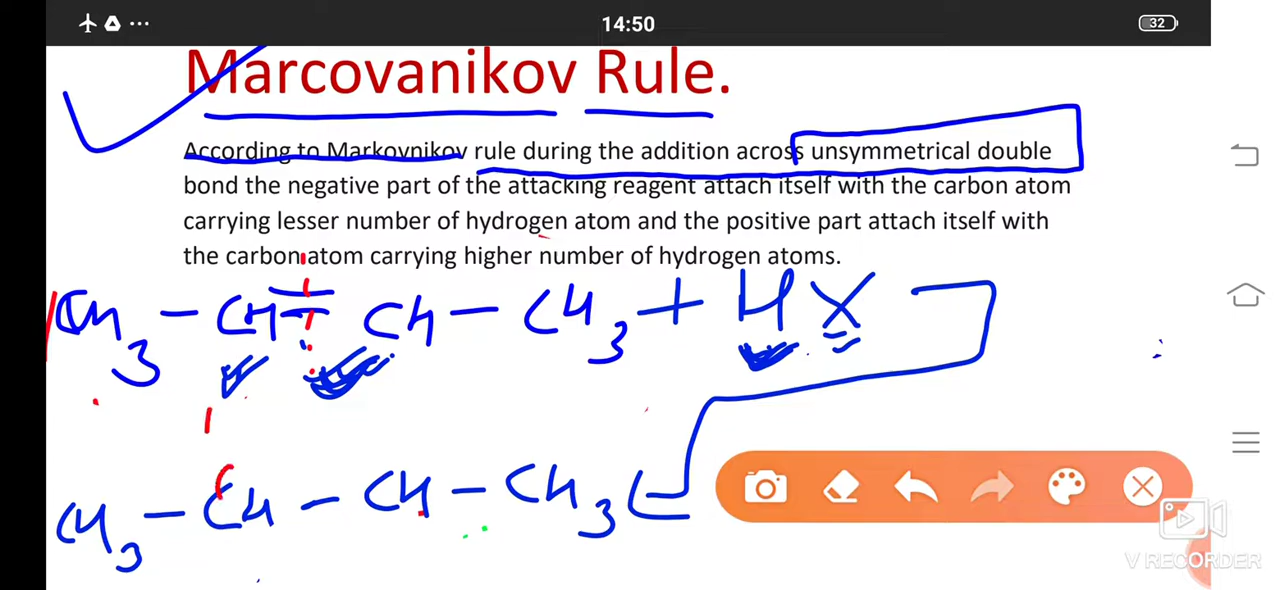 14:50
32
Marcovanikov Rule.
According to Markovnikov rule during the addition across unsymmetrical double
bond the negative part of the attacking reagent attach itself with the carbon atom
carrying lesser number of hydrogen atom and the positive part attach itself with
the carbon atom carrying higher number of hydrogen atoms.
CH3 - CH = CH - CH3 + HX
CH3 - CH - CH - CH3
V RECORDER